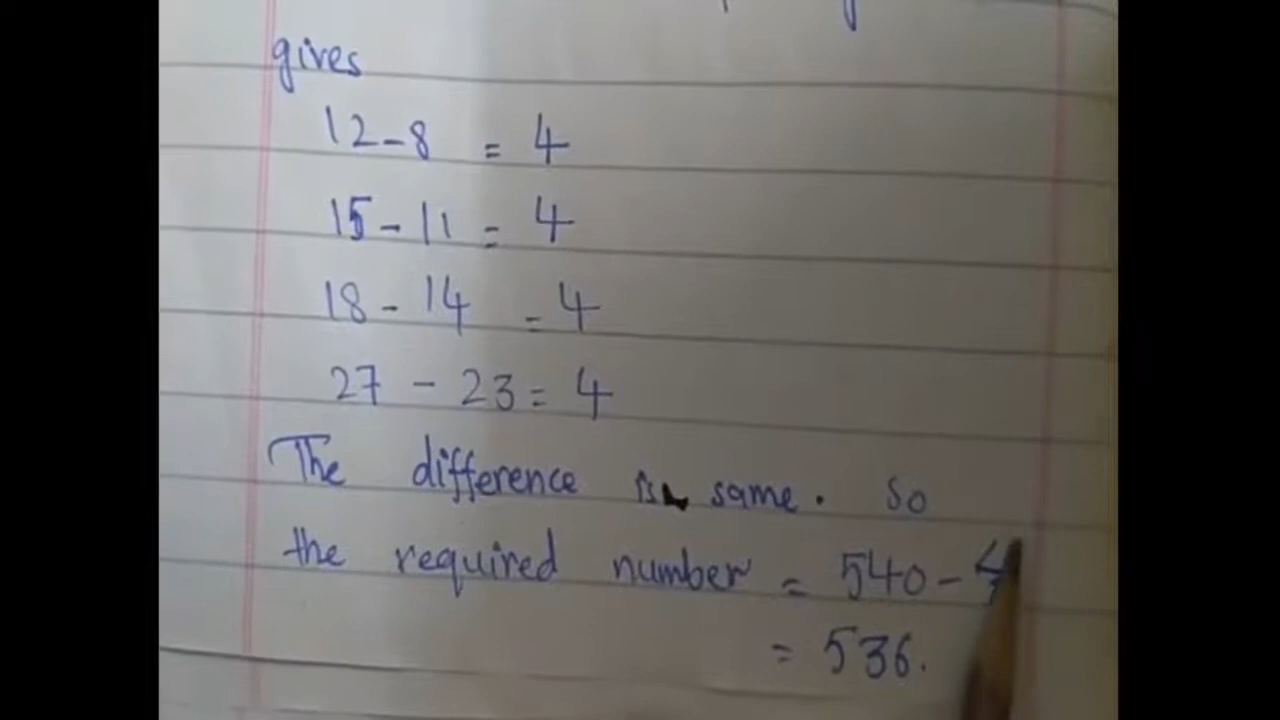 gives
12-8 = 4
15-11 = 4
18-14 = 4
27-23 = 4
The difference is same. So
the required number = 540-4
= 536.